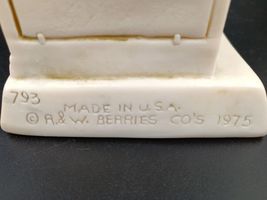 793
MADE IN U.S.A.
© R.& W. BERRIES CO'S 1975